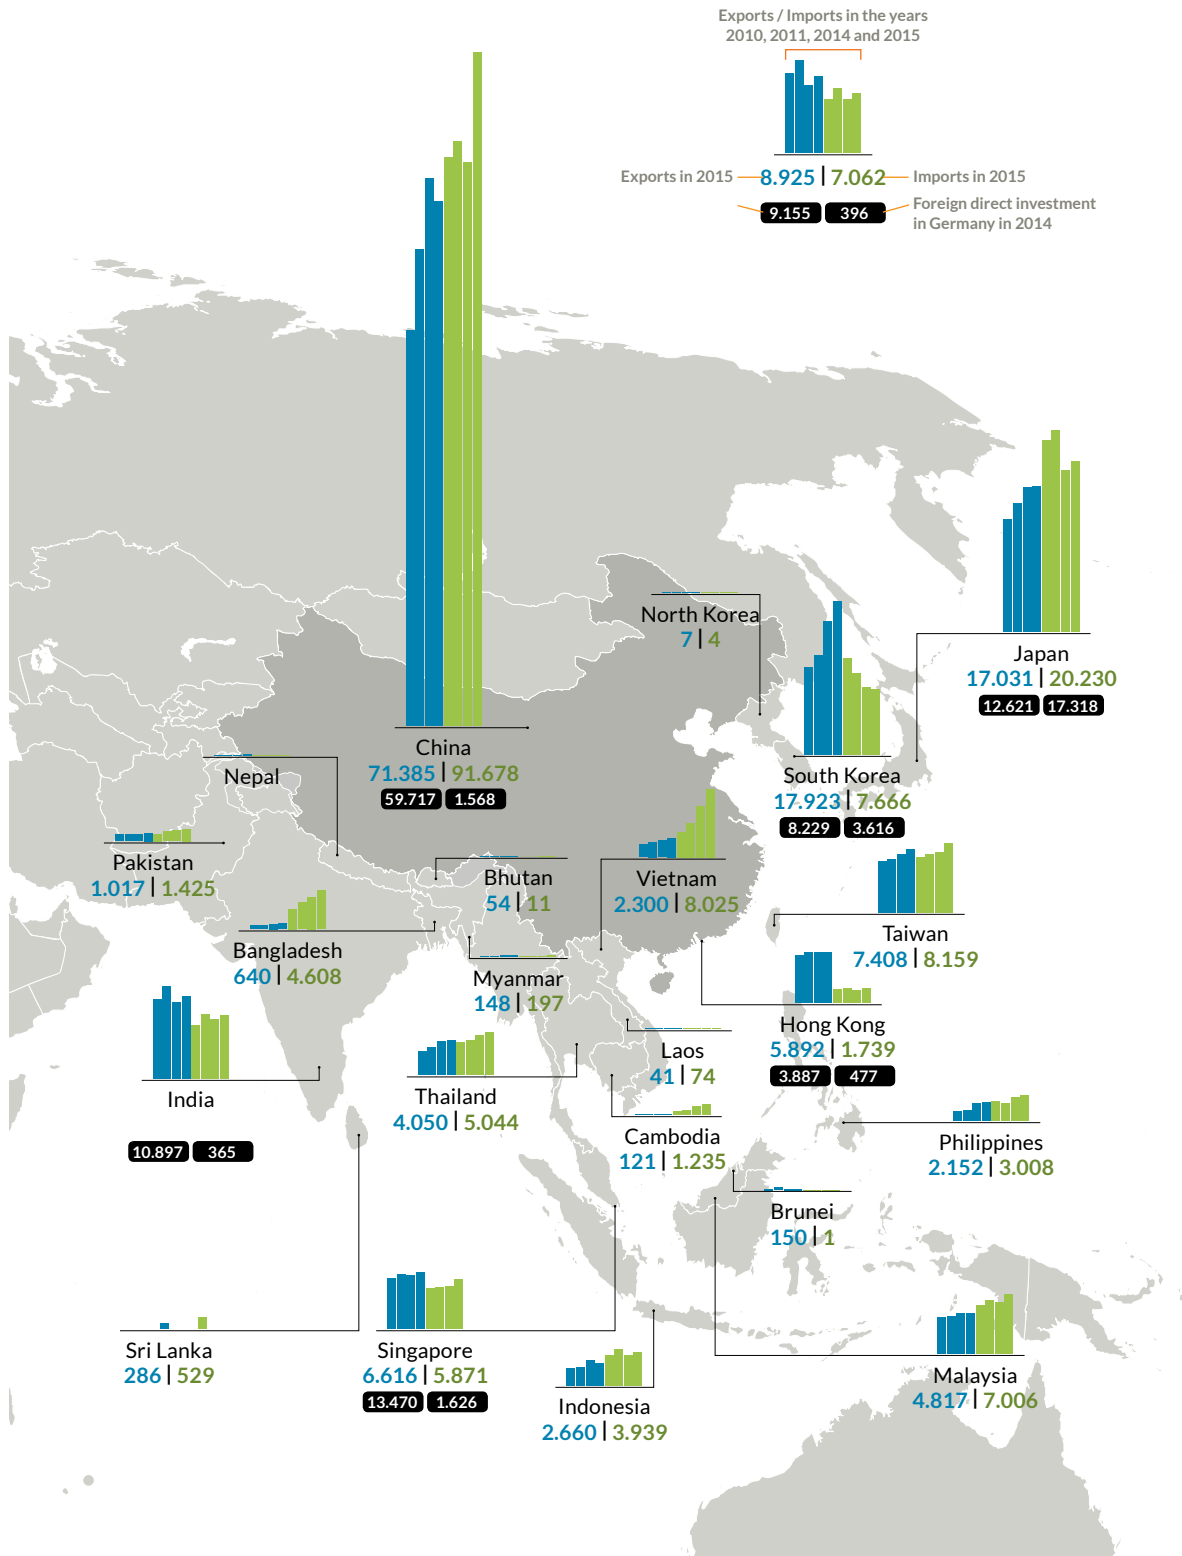 Exports / Imports in the years
2010, 2011, 2014 and 2015
Exports in 2015
8.925 | 7.062
Imports in 2015
9.155 396
Foreign direct investment
in Germany in 2014
North Korea
7 | 4
Japan
17.031 | 20.230
12.621 17.318
China
71.385 | 91.678
59.717 1.568
Nepal
South Korea
17.923 | 7.666
8.229 3.616
Pakistan
1.017 | 1.425
Bhutan
54 | 11
Vietnam
2.300 | 8.025
Bangladesh
640 | 4.608
Taiwan
7.408 | 8.159
Myanmar
148 | 197
Hong Kong
5.892 | 1.739
3.887 477
Laos
41 | 74
India
10.897 365
Thailand
4.050 | 5.044
Cambodia
121 | 1.235
Philippines
2.152 | 3.008
Brunei
150 | 1
Sri Lanka
286 | 529
Singapore
6.616 | 5.871
13.470 1.626
Indonesia
2.660 | 3.939
Malaysia
4.817 | 7.006